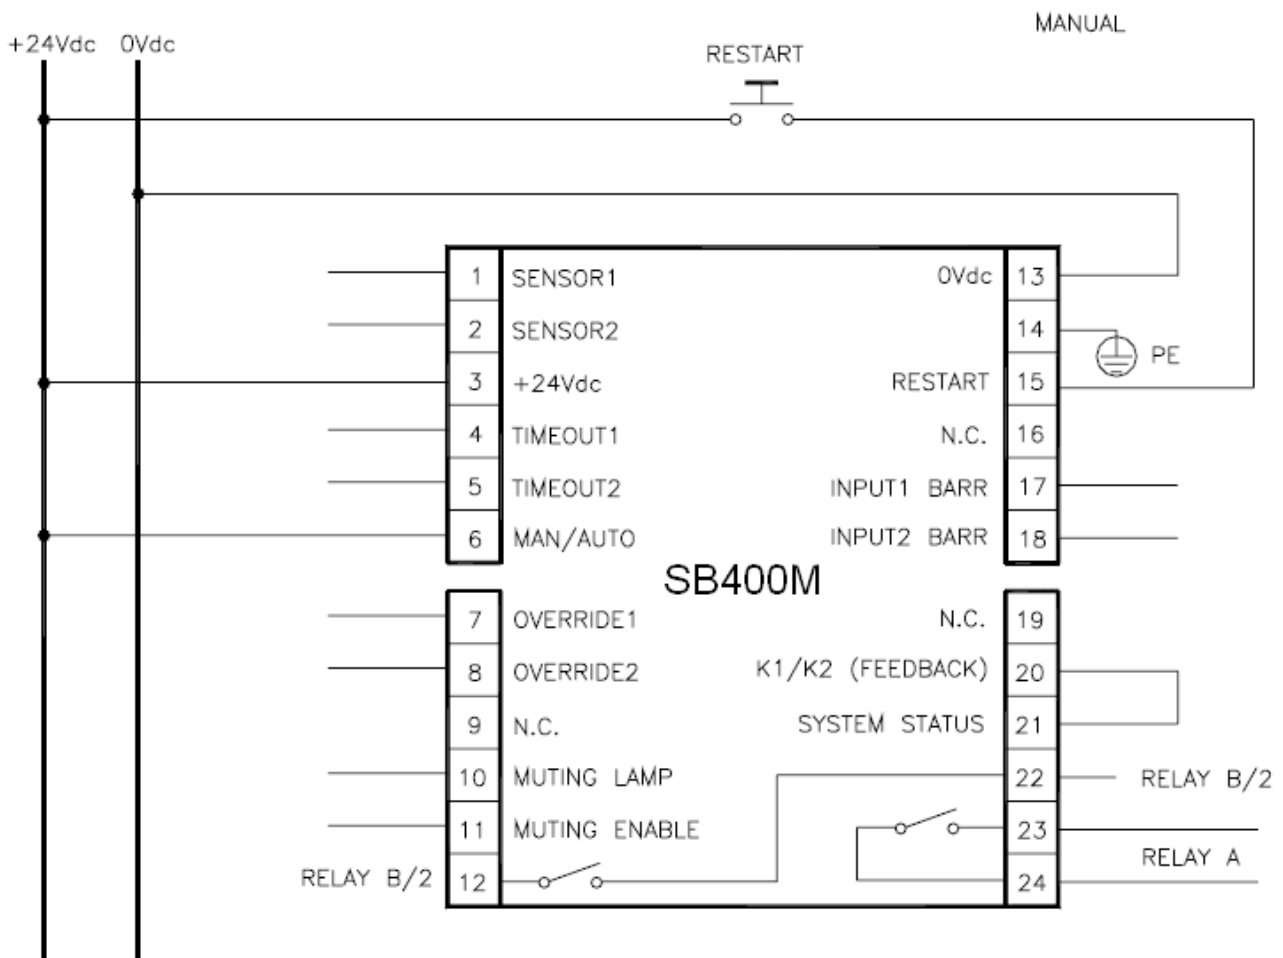 MANUAL
+24Vdc 0Vdc
RESTART
1 SENSOR1 0Vdc 13
2 SENSOR2 14
PE
3 +24Vdc RESTART 15
4 TIMEOUT1 N.C. 16
5 TIMEOUT2 INPUT1 BARR 17
6 MAN/AUTO INPUT2 BARR 18
SB400M
7 OVERRIDE1 N.C. 19
8 OVERRIDE2 K1/K2 (FEEDBACK) 20
9 N.C. SYSTEM STATUS 21
10 MUTING LAMP 22 RELAY B/2
11 MUTING ENABLE 23
RELAY A
RELAY B/2 12 24